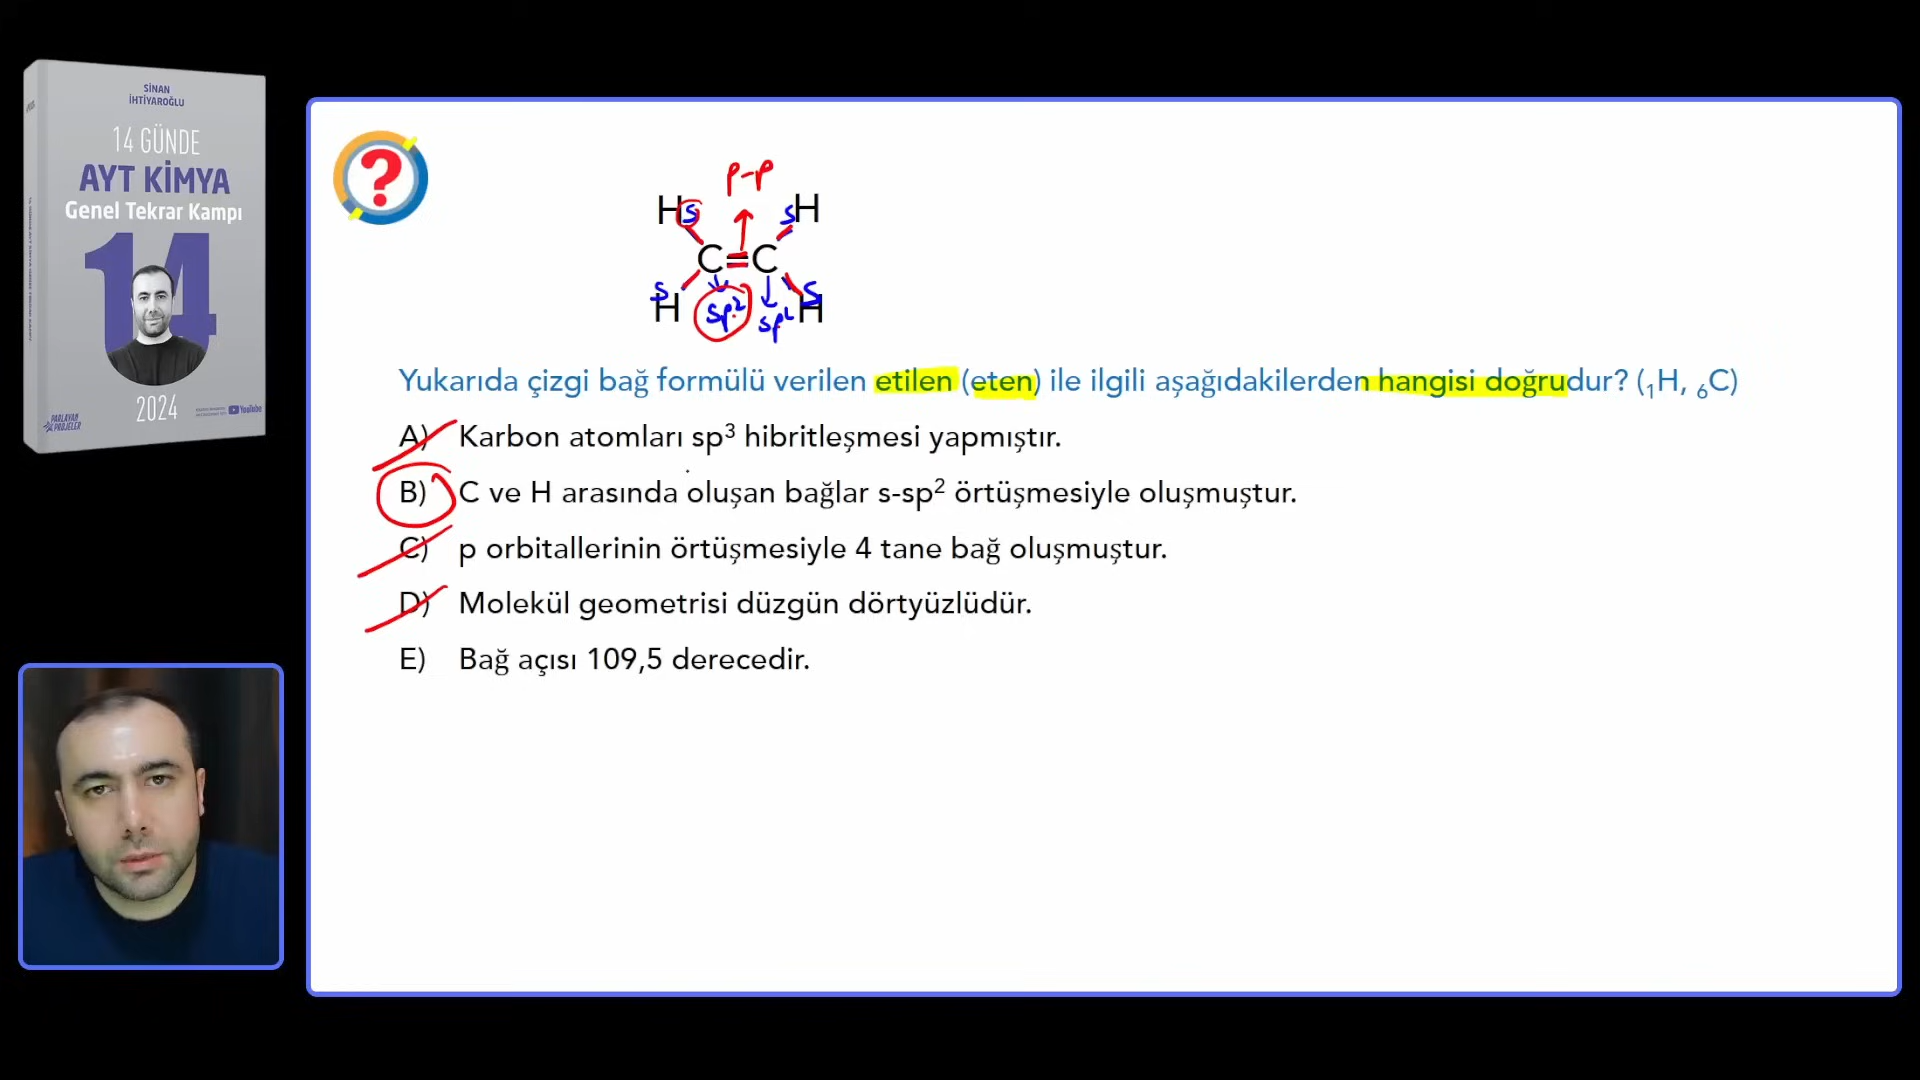 SİNAN
İHTİYAROĞLU
14 GÜNDE
AYT KİMYA
Genel Tekrar Kampı
14
2024
PARLAYAN
PROJELER
YouTube
?
p-p
H s s H
C=C
s s
H sp² sp² H
Yukarıda çizgi bağ formülü verilen etilen (eten) ile ilgili aşağıdakilerden hangisi doğrudur? (₁H, ₆C)
A) Karbon atomları sp³ hibritleşmesi yapmıştır.
B) C ve H arasında oluşan bağlar s-sp² örtüşmesiyle oluşmuştur.
C) p orbitallerinin örtüşmesiyle 4 tane bağ oluşmuştur.
D) Molekül geometrisi düzgün dörtyüzlüdür.
E) Bağ açısı 109,5 derecedir.